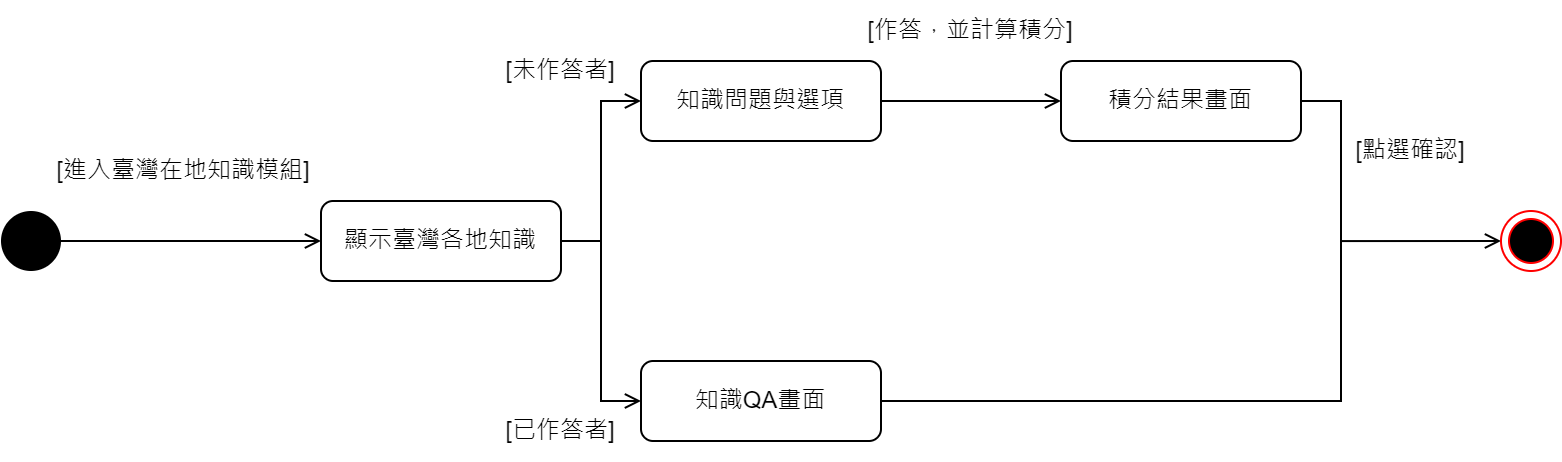 [作答，並計算積分]
[未作答者]
知識問題與選項
積分結果畫面
[點選確認]
[進入臺灣在地知識模組]
顯示臺灣各地知識
知識QA畫面
[已作答者]